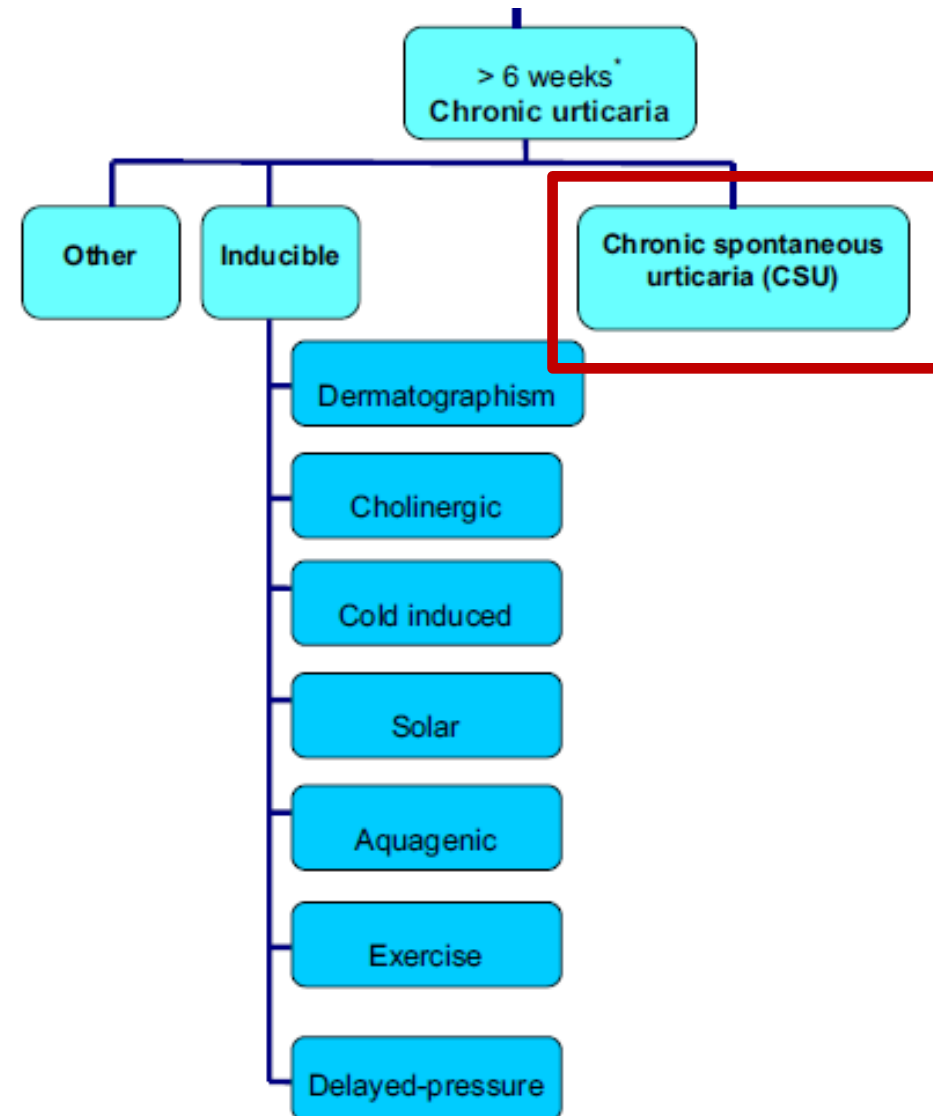 > 6 weeks*
Chronic urticaria
Other
Inducible
Chronic spontaneous
urticaria (CSU)
Dermatographism
Cholinergic
Cold induced
Solar
Aquagenic
Exercise
Delayed-pressure